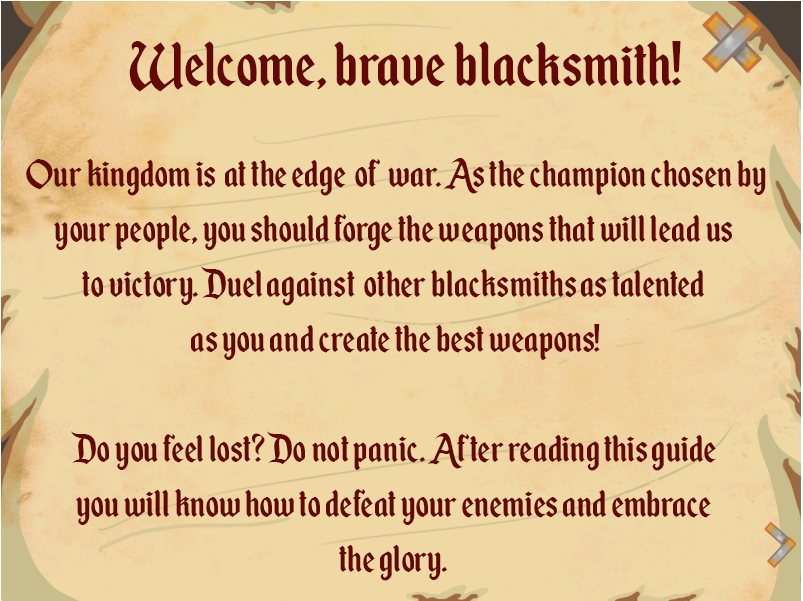 Welcome, brave blacksmith!
Our kingdom is at the edge of war. As the champion chosen by
your people, you should forge the weapons that will lead us
to victory. Duel against other blacksmiths as talented
as you and create the best weapons!
Do you feel lost? Do not panic. After reading this guide
you will know how to defeat your enemies and embrace
the glory.